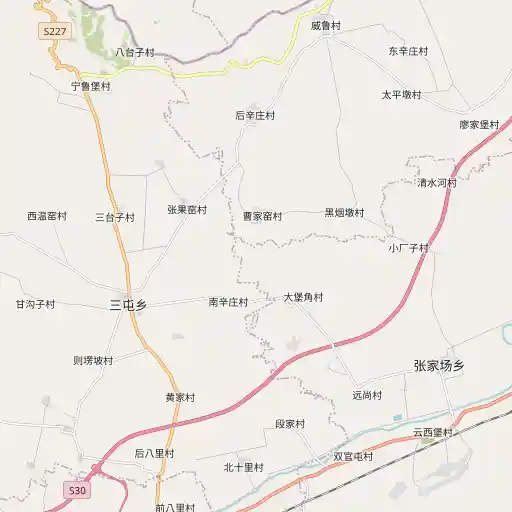 威鲁村
S227
八台子村
东辛庄村
宁鲁堡村
太平墩村
后辛庄村
廖家堡村
清水河村
西温窑村
三台子村
张果窑村
曹家窑村
黑烟墩村
小厂子村
甘沟子村
三屯乡
南辛庄村
大堡角村
则塄坡村
张家场乡
黄家村
远尚村
段家村
云西堡村
后八里村
北十里村
双官屯村
S30
前八里村